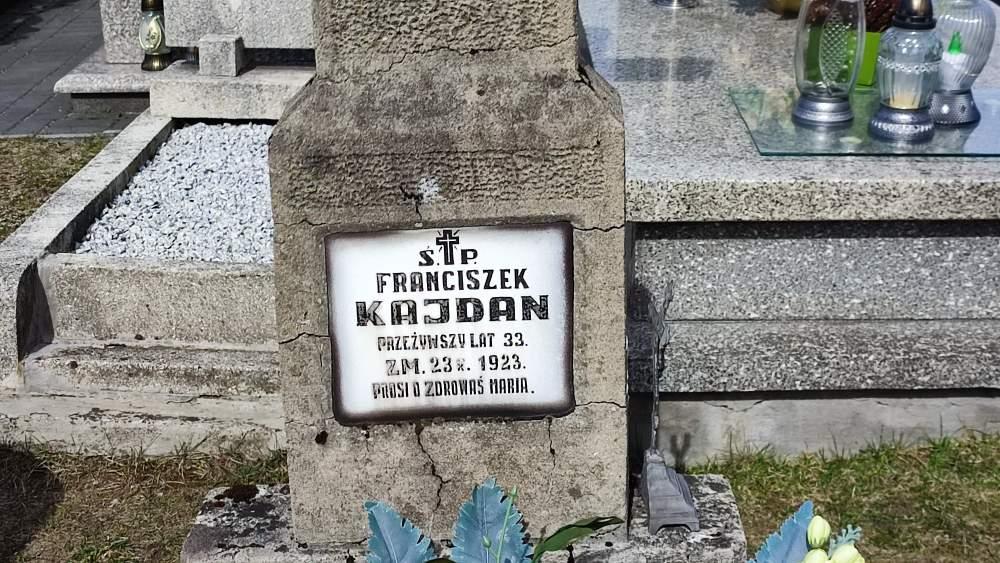 Ś. P.
FRANCISZEK
KAJDAN
PRZEŻYWSZY LAT 33.
ZM. 23 X. 1923.
PROSI O ZDROWAŚ MARIA.